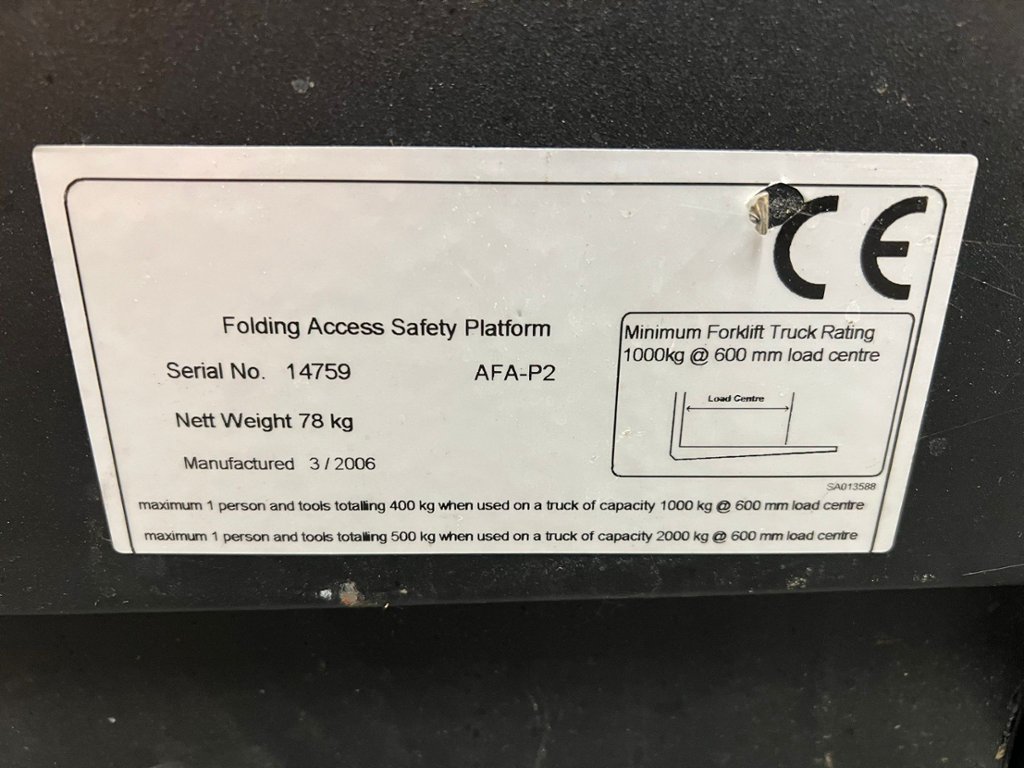 CE
Folding Access Safety Platform
Serial No. 14759 AFA-P2
Nett Weight 78 kg
Manufactured 3 / 2006
Minimum Forklift Truck Rating
1000kg @ 600 mm load centre
Load Centre
SA013588
maximum 1 person and tools totalling 400 kg when used on a truck of capacity 1000 kg @ 600 mm load centre
maximum 1 person and tools totalling 500 kg when used on a truck of capacity 2000 kg @ 600 mm load centre